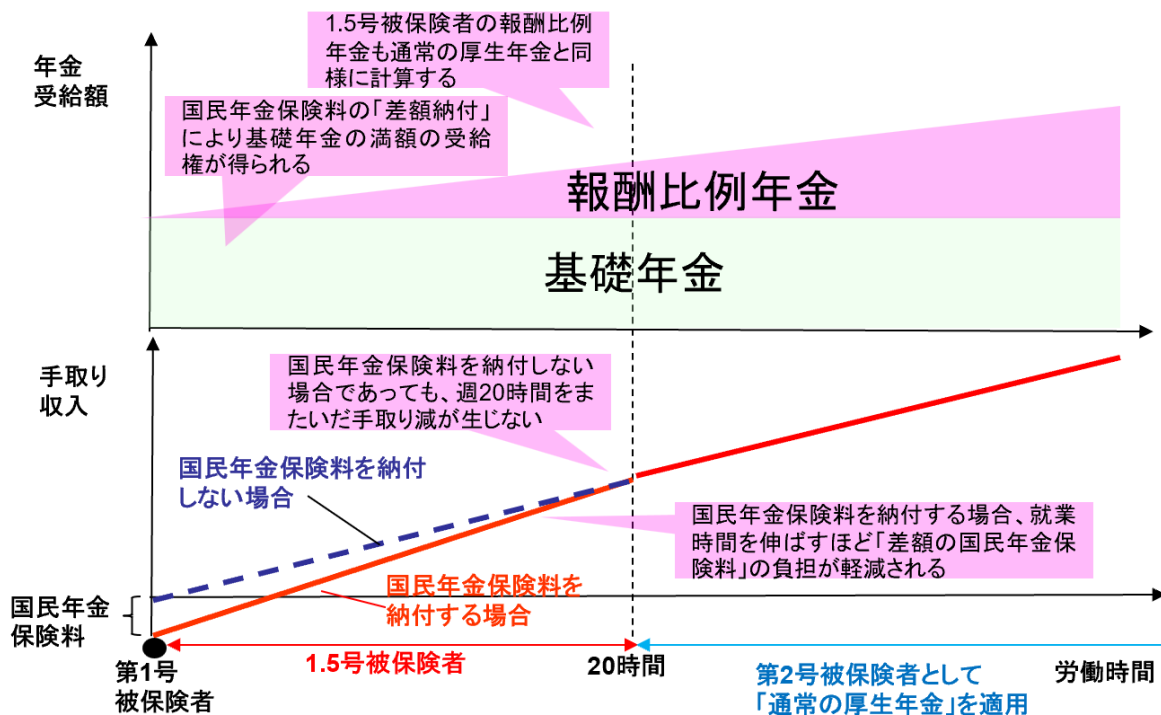 1.5号被保険者の報酬比例
年金も通常の厚生年金と同
様に計算する
年金
受給額
国民年金保険料の「差額納付」
により基礎年金の満額の受給
権が得られる
報酬比例年金
基礎年金
手取り
収入
国民年金保険料を納付しない
場合であっても、週20時間をま
たいだ手取り減が生じない
国民年金保険料を納付
しない場合
国民年金保険料を納付する場合、就業
時間を伸ばすほど「差額の国民年金保
険料」の負担が軽減される
国民年金保険料を
納付する場合
国民年金
保険料
第1号
被保険者
1.5号被保険者
20時間
労働時間
第2号被保険者として
「通常の厚生年金」を適用